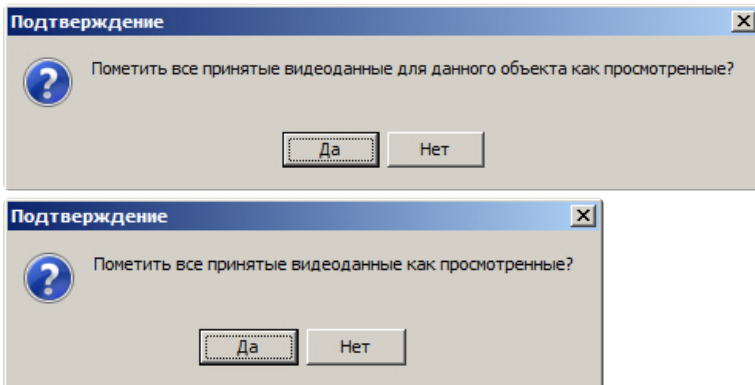 Подтверждение
Пометить все принятые видеоданные для данного объекта как просмотренные?
Да Нет
Подтверждение
Пометить все принятые видеоданные как просмотренные?
Да Нет